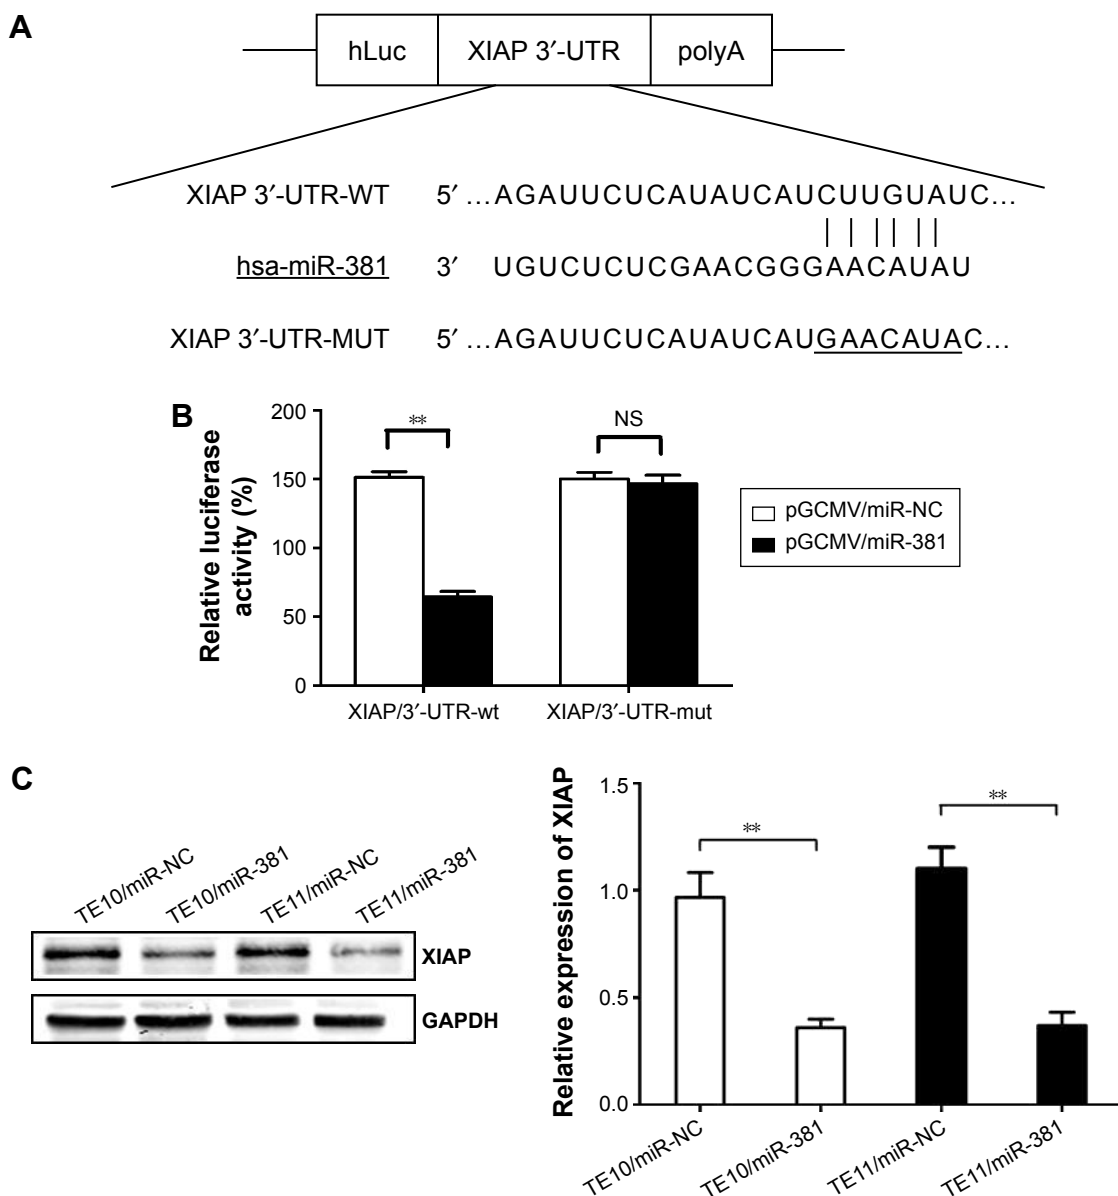 A
hLuc XIAP 3′-UTR polyA
XIAP 3′-UTR-WT 5′ …AGAUUCUCAUAUCAUCUUGUAUC…
hsa-miR-381 3′ UGUCUCUCGAACGGGAACAUAU
XIAP 3′-UTR-MUT 5′ …AGAUUCUCAUAUCAUGAACAUAC…
B
Relative luciferase
activity (%)
200
150
100
50
0
**
NS
XIAP/3′-UTR-wt XIAP/3′-UTR-mut
pGCMV/miR-NC
pGCMV/miR-381
C
TE10/miR-NC
TE10/miR-381
TE11/miR-NC
TE11/miR-381
XIAP
GAPDH
Relative expression of XIAP
1.5
1.0
0.5
0.0
**
**
TE10/miR-NC
TE10/miR-381
TE11/miR-NC
TE11/miR-381